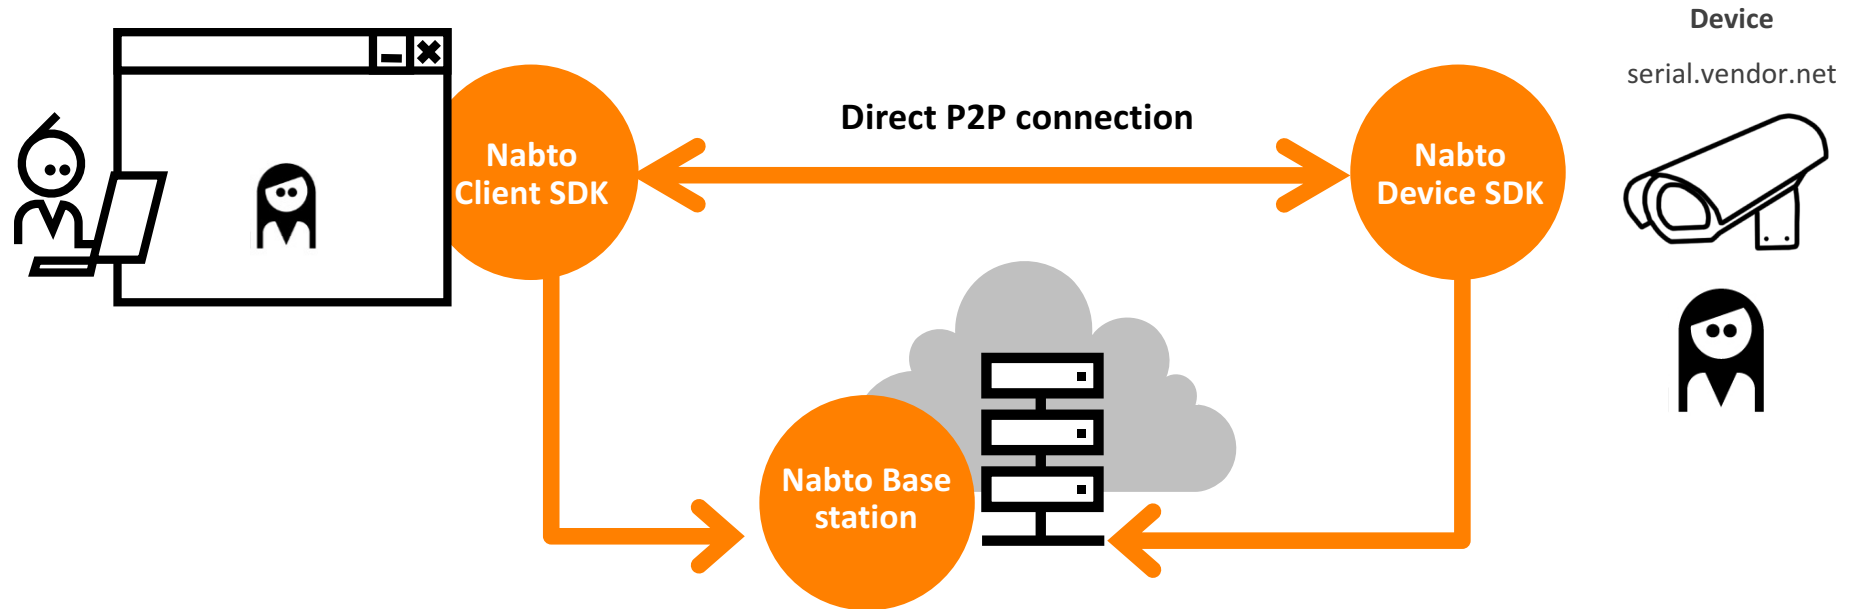 Device
serial.vendor.net
Direct P2P connection
Nabto
Client SDK
Nabto
Device SDK
Nabto Base
station